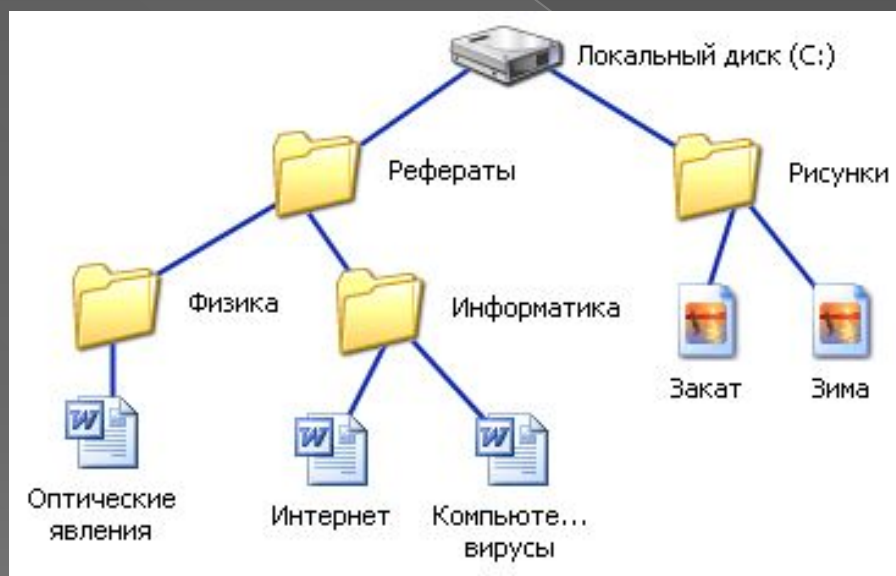 Локальный диск (C:)
Рефераты
Рисунки
Физика
Информатика
Закат
Зима
Оптические
явления
Интернет
Компьюте...
вирусы